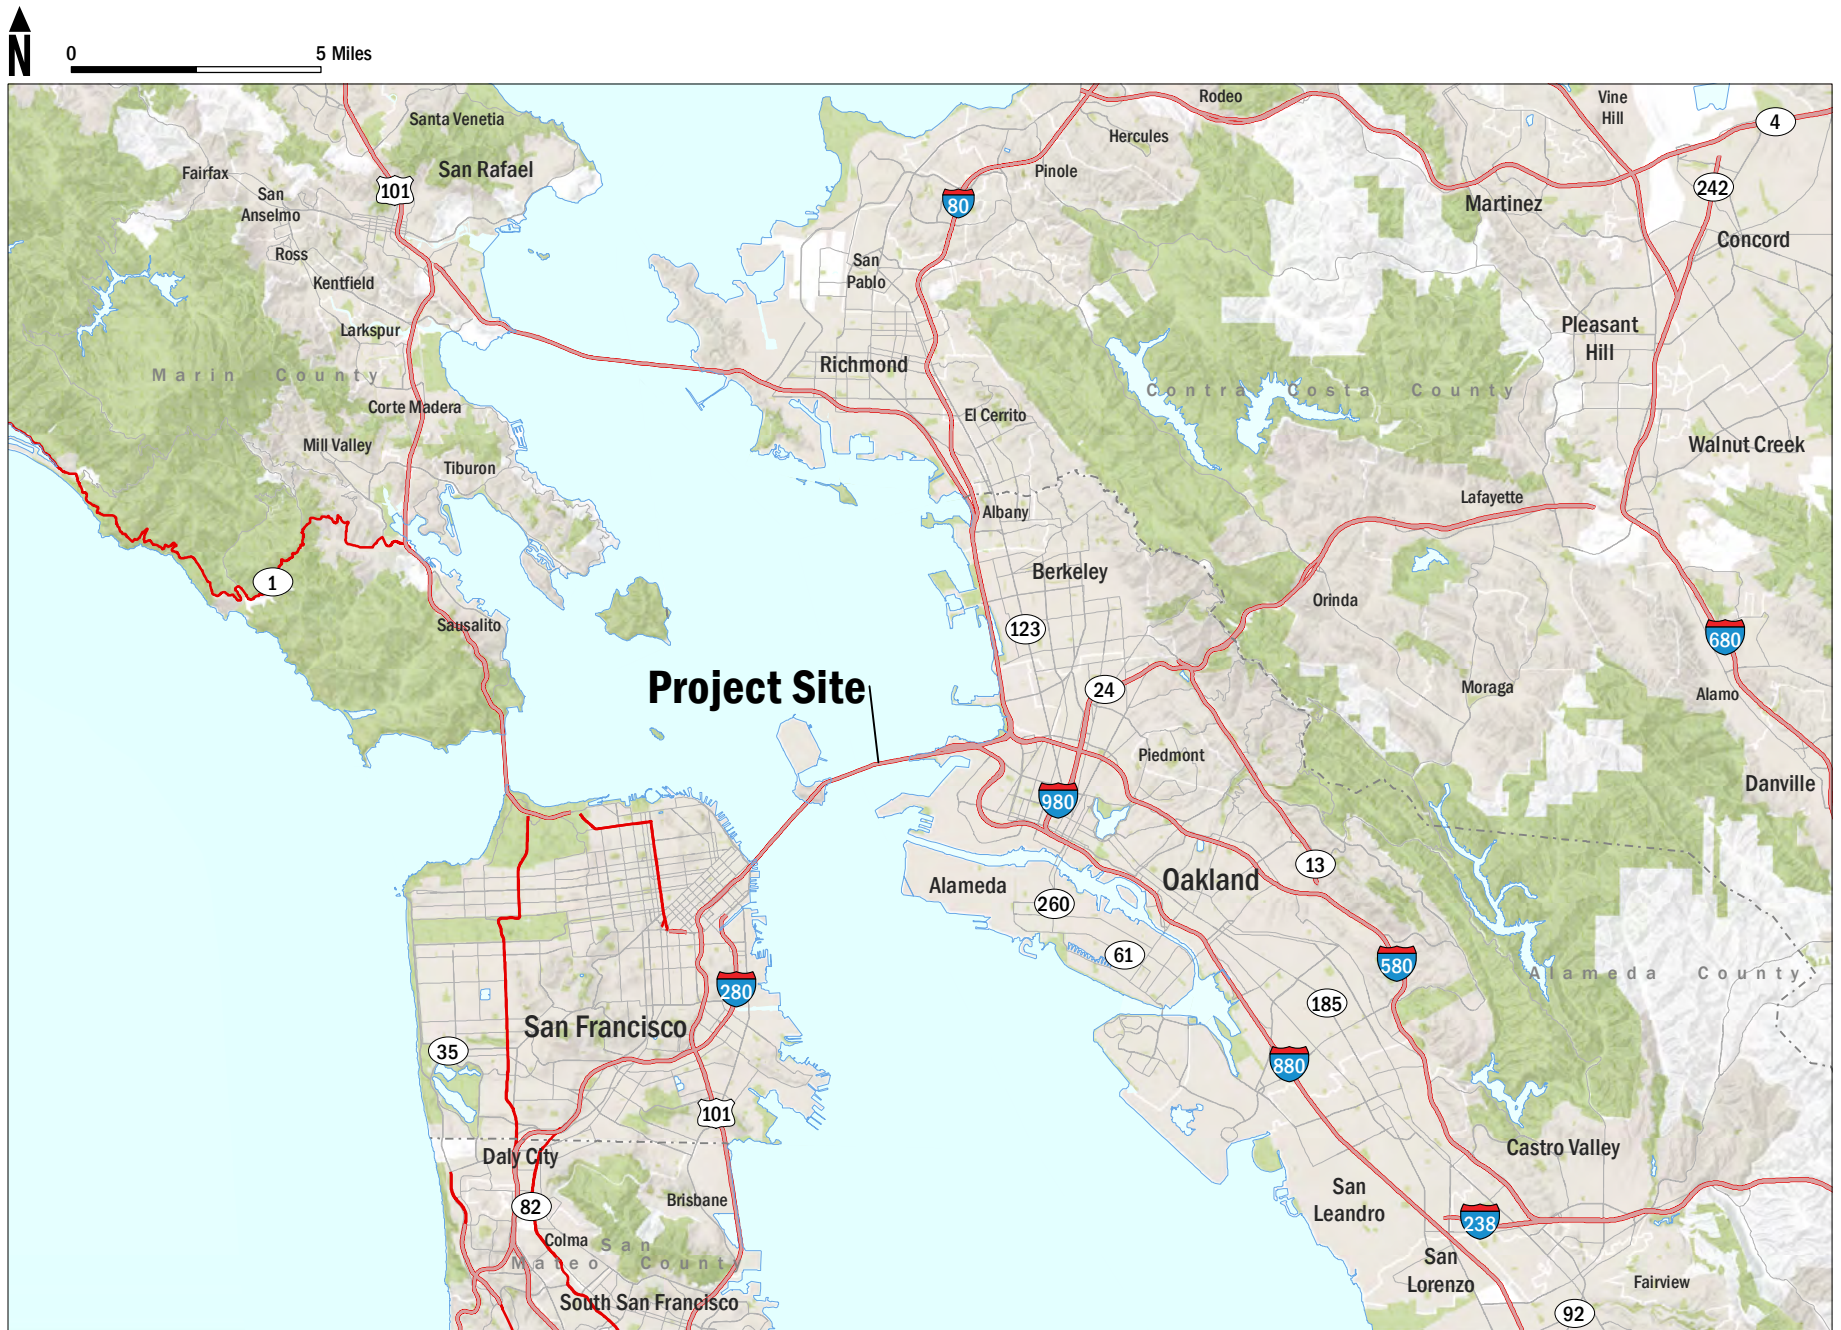 N
0 5 Miles
Rodeo
Vine
Hill
4
Santa Venetia
Hercules
San Rafael
Fairfax
Pinole
101
San
Anselmo
80
242
Martinez
Concord
Ross
San
Pablo
Kentfield
Larkspur
Pleasant
Hill
Richmond
Marin County
Contra Costa County
Corte Madera
El Cerrito
Mill Valley
Walnut Creek
Tiburon
Lafayette
Albany
1
Berkeley
Orinda
Sausalito
123
680
Project Site
24
Moraga
Alamo
Piedmont
Danville
980
13
Alameda
Oakland
260
61
580
Alameda County
280
185
San Francisco
35
880
101
Daly City
Castro Valley
82
Brisbane
San
Leandro
238
Colma
San
Mateo County
San
Lorenzo
Fairview
South San Francisco
92